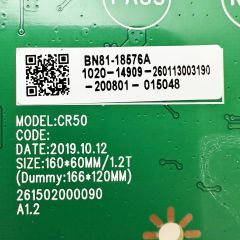 PASS
BN81-18576A
1020-14909-260113003190
-200801 - 015048
MODEL:CR50
CODE:
DATE:2019.10.12
SIZE:160*60MM/1.2T
(Dummy:166*120MM)
261502000090
A1.2